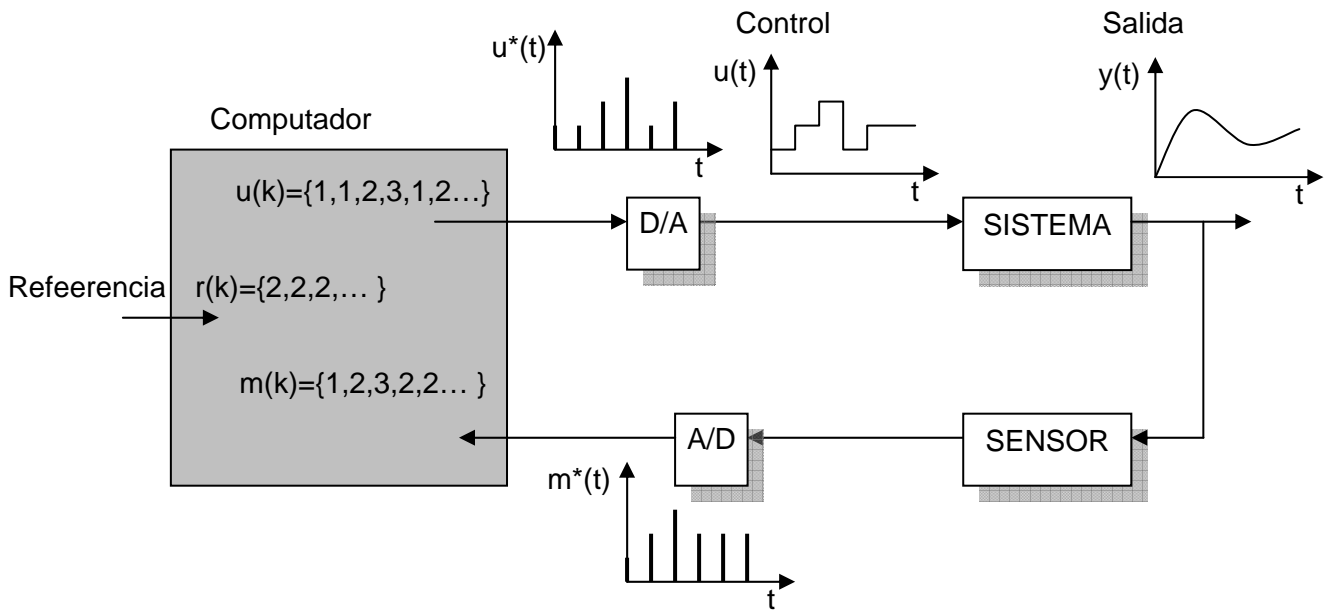 Control
Salida
u*(t)
u(t)
y(t)
t
t
t
Computador
u(k)={1,1,2,3,1,2…}
D/A
SISTEMA
Refeerencia
r(k)={2,2,2,… }
m(k)={1,2,3,2,2… }
A/D
SENSOR
m*(t)
t